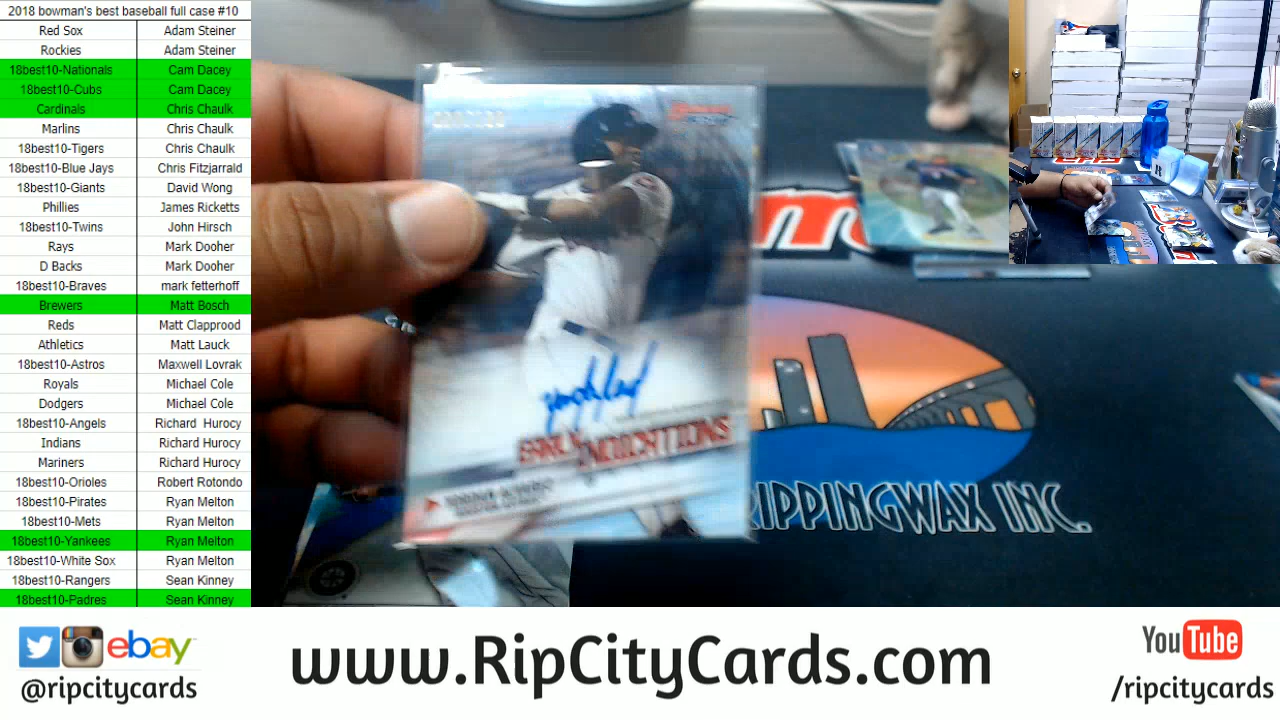 2018 bowman's best baseball full case #10
Red Sox Adam Steiner
Rockies Adam Steiner
18best10-Nationals Cam Dacey
18best10-Cubs Cam Dacey
Cardinals Chris Chaulk
Marlins Chris Chaulk
18best10-Tigers Chris Chaulk
18best10-Blue Jays Chris Fitzjarrald
18best10-Giants David Wong
Phillies James Ricketts
18best10-Twins John Hirsch
Rays Mark Dooher
D Backs Mark Dooher
18best10-Braves mark fetterhoff
Brewers Matt Bosch
Reds Matt Clapprood
Athletics Matt Lauck
18best10-Astros Maxwell Lovrak
Royals Michael Cole
Dodgers Michael Cole
18best10-Angels Richard Hurocy
Indians Richard Hurocy
Mariners Richard Hurocy
18best10-Orioles Robert Rotondo
18best10-Pirates Ryan Melton
18best10-Mets Ryan Melton
18best10-Yankees Ryan Melton
18best10-White Sox Ryan Melton
18best10-Rangers Sean Kinney
18best10-Padres Sean Kinney
EARLY INDICATIONS
RIPPINGWAX INC.
ebay
@ripcitycards
www.RipCityCards.com
YouTube
/ripcitycards